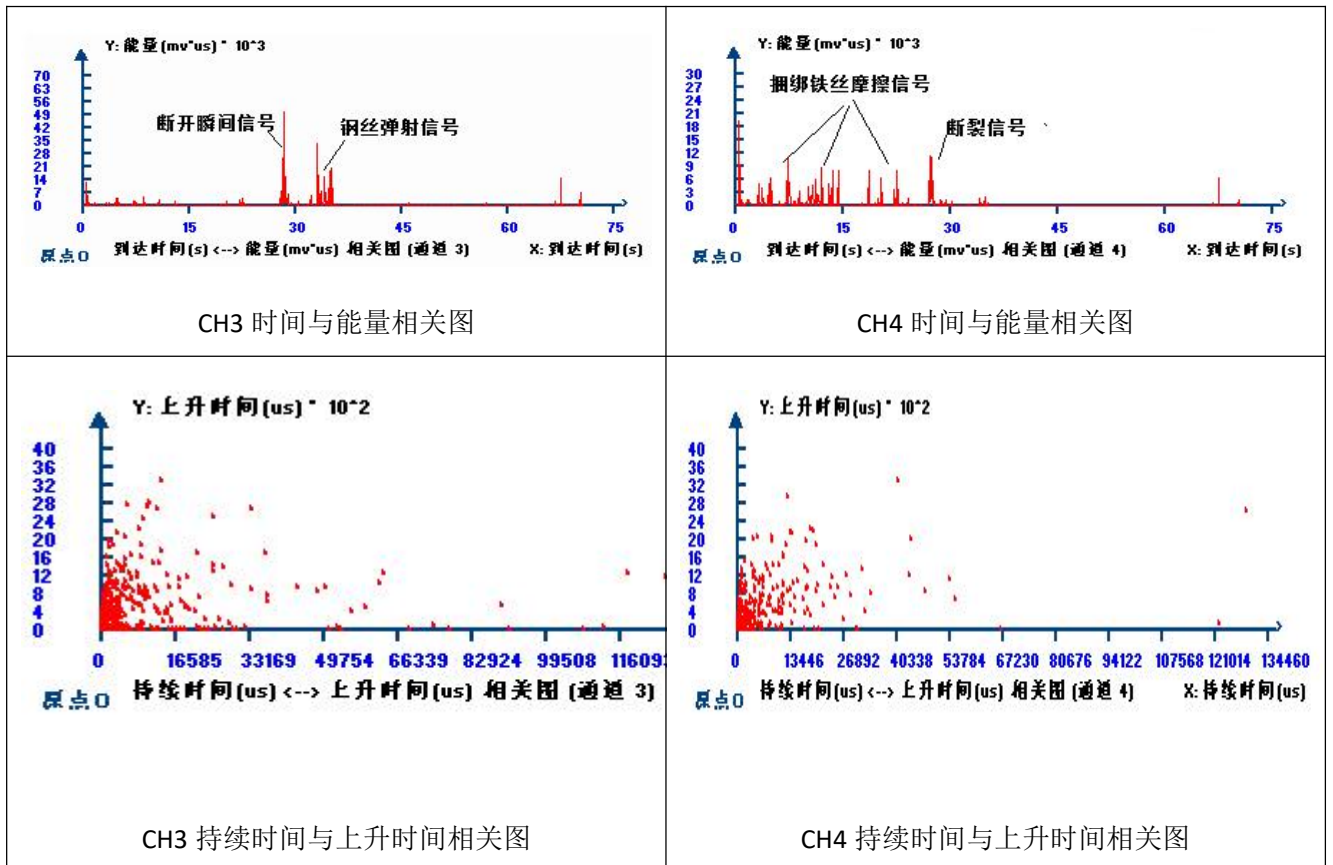 Y: 能量(mv*us) * 10^3
70
63
56
49
42
35
28
21
14
7
0
断开瞬间信号
钢丝弹射信号
15
30
45
60
75
原点0
到达时间(s) <--> 能量(mv*us) 相关图 (通道 3)
X: 到达时间(s)
CH3 时间与能量相关图
Y: 能量(mv*us) * 10^3
30
27
24
21
18
15
12
9
6
3
0
捆绑铁丝摩擦信号
断裂信号
15
30
45
60
75
原点0
到达时间(s) <--> 能量(mv*us) 相关图 (通道 4)
X: 到达时间(s)
CH4 时间与能量相关图
Y: 上升时间(us) * 10^2
40
36
32
28
24
20
16
12
8
4
0
0 16585 33169 49754 66339 82924 99508 116093
原点0
持续时间(us) <--> 上升时间(us) 相关图 (通道 3)
CH3 持续时间与上升时间相关图
Y: 上升时间(us) * 10^2
40
36
32
28
24
20
16
12
8
4
0
0 13446 26892 40338 53784 67230 80676 94122 107568 121014 134460
原点0
持续时间(us) <--> 上升时间(us) 相关图 (通道 4)
X: 持续时间(us)
CH4 持续时间与上升时间相关图